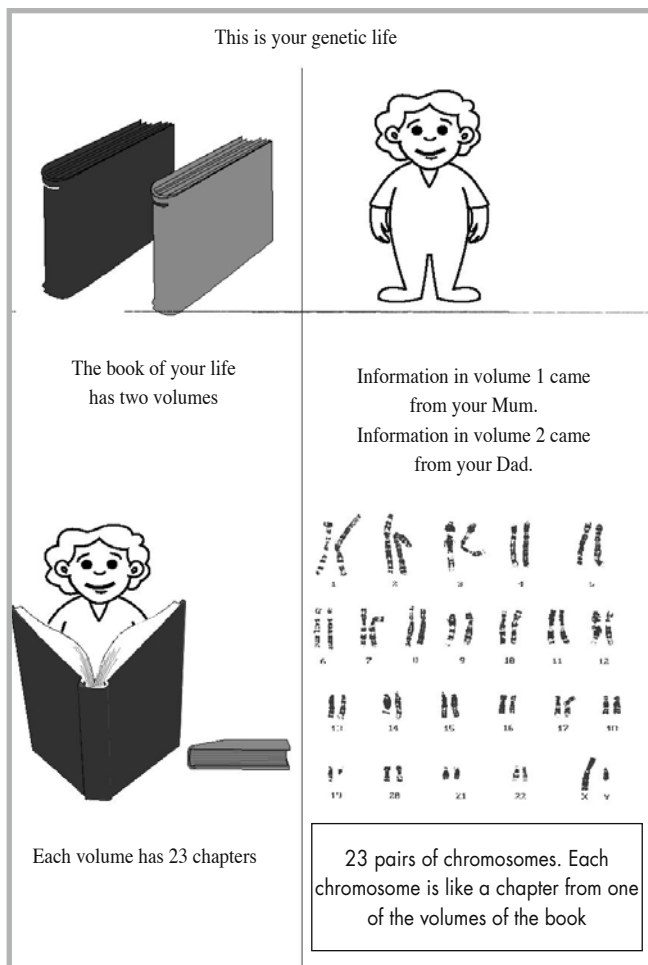 This is your genetic life
The book of your life
has two volumes
Information in volume 1 came
from your Mum.
Information in volume 2 came
from your Dad.
1 2 3 4 5
6 7 8 9 10 11 12
13 14 15 16 17 18
19 20 21 22 X Y
Each volume has 23 chapters
23 pairs of chromosomes. Each
chromosome is like a chapter from one
of the volumes of the book